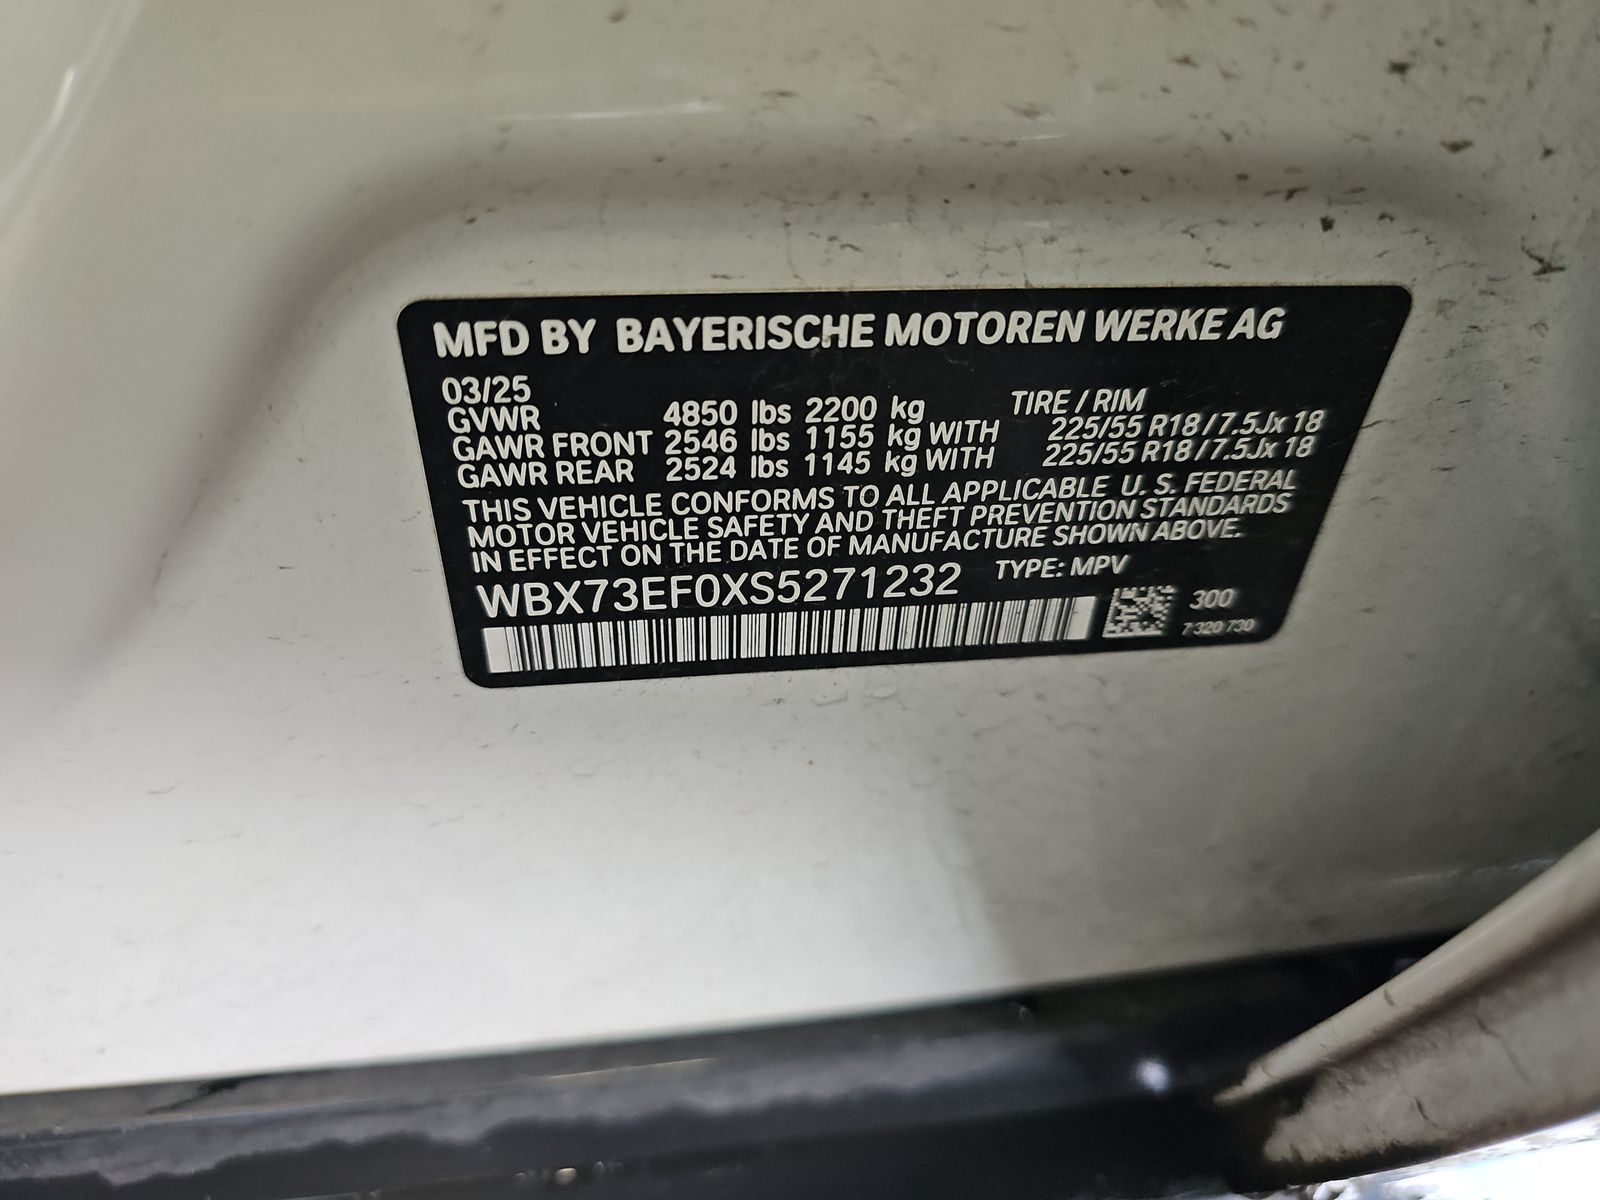 MFD BY BAYERISCHE MOTOREN WERKE AG
03/25
GVWR 4850 lbs 2200 kg TIRE / RIM
GAWR FRONT 2546 lbs 1155 kg WITH 225/55 R18 / 7.5Jx 18
GAWR REAR 2524 lbs 1145 kg WITH 225/55 R18 / 7.5Jx 18
THIS VEHICLE CONFORMS TO ALL APPLICABLE U. S. FEDERAL
MOTOR VEHICLE SAFETY AND THEFT PREVENTION STANDARDS
IN EFFECT ON THE DATE OF MANUFACTURE SHOWN ABOVE.
WBX73EF0XS5271232 TYPE: MPV
300
7 320 730